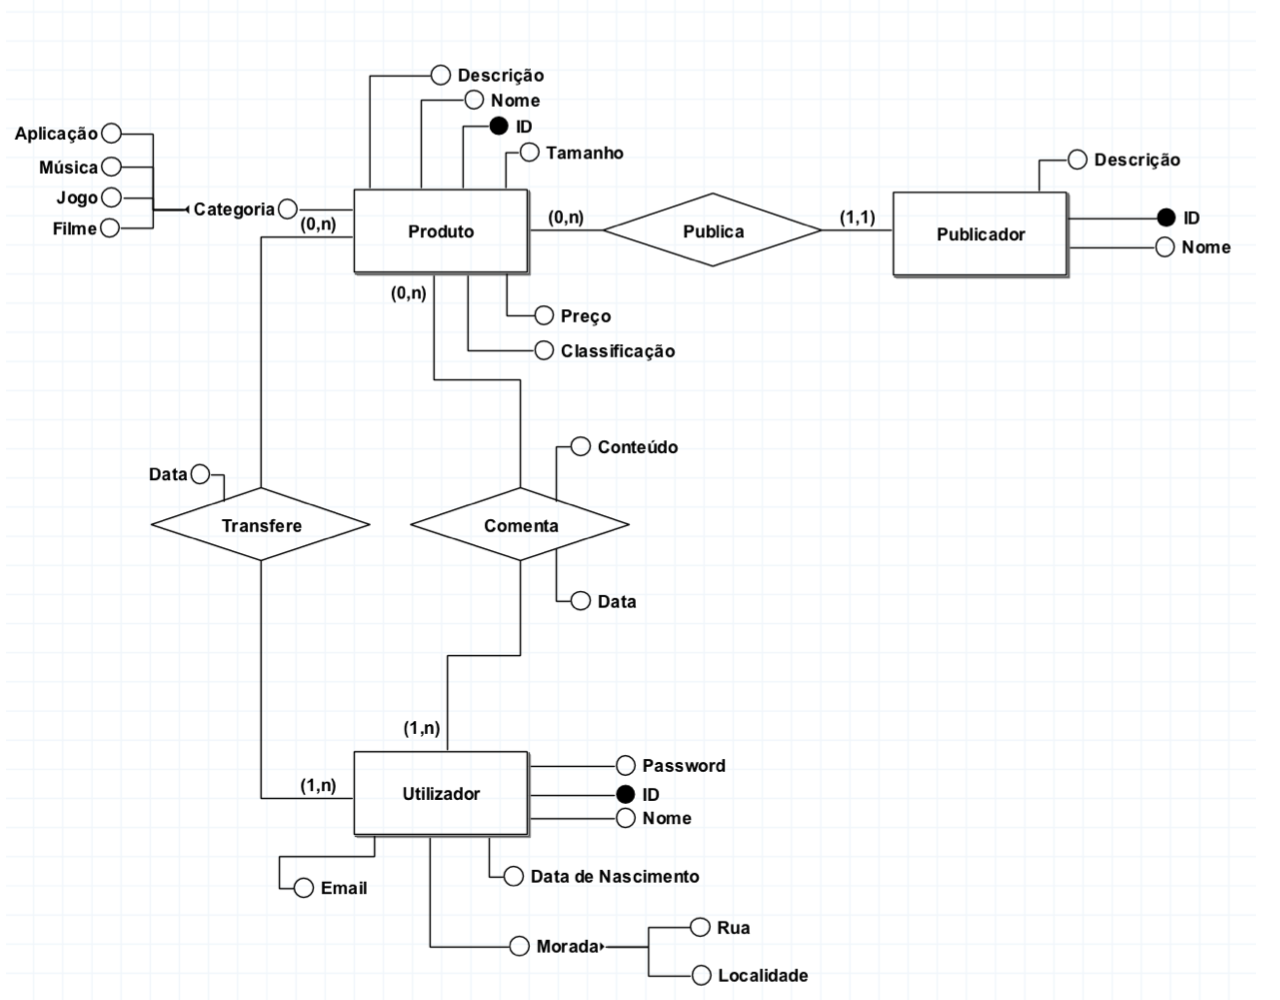 Descrição
Nome
ID
Tamanho
Aplicação
Música
Jogo
Filme
Categoria
(0,n)
Produto
(0,n)
Publica
(1,1)
Publicador
Descrição
ID
Nome
(0,n)
Preço
Classificação
Conteúdo
Data
Transfere
Comenta
Data
(1,n)
(1,n)
Utilizador
Password
ID
Nome
Email
Data de Nascimento
Morada
Rua
Localidade